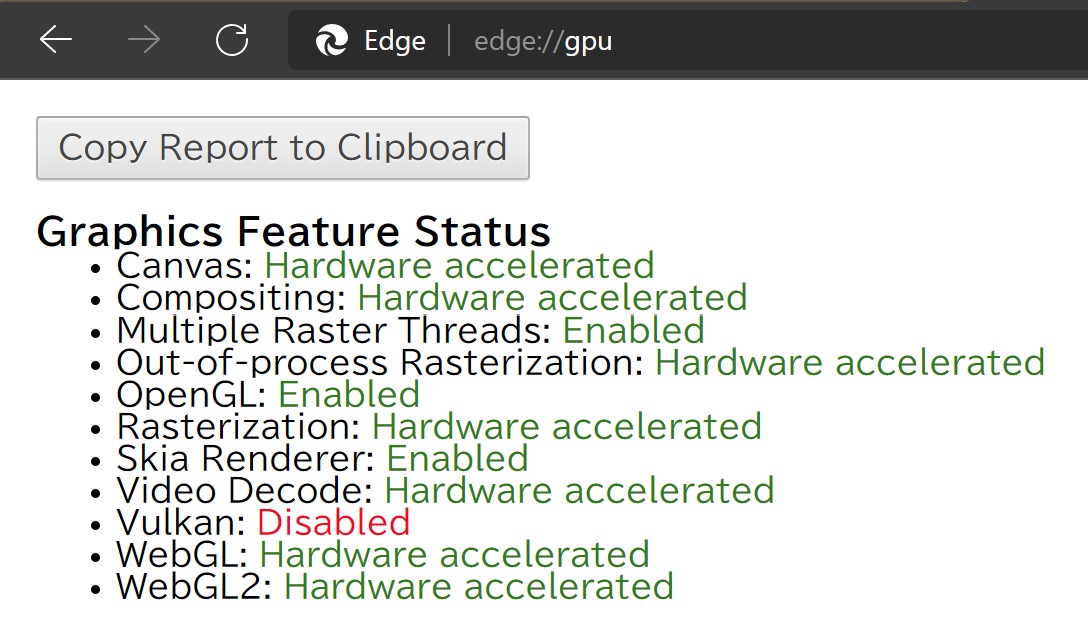 Edge | edge://gpu
Copy Report to Clipboard
Graphics Feature Status
• Canvas: Hardware accelerated
• Compositing: Hardware accelerated
• Multiple Raster Threads: Enabled
• Out-of-process Rasterization: Hardware accelerated
• OpenGL: Enabled
• Rasterization: Hardware accelerated
• Skia Renderer: Enabled
• Video Decode: Hardware accelerated
• Vulkan: Disabled
• WebGL: Hardware accelerated
• WebGL2: Hardware accelerated